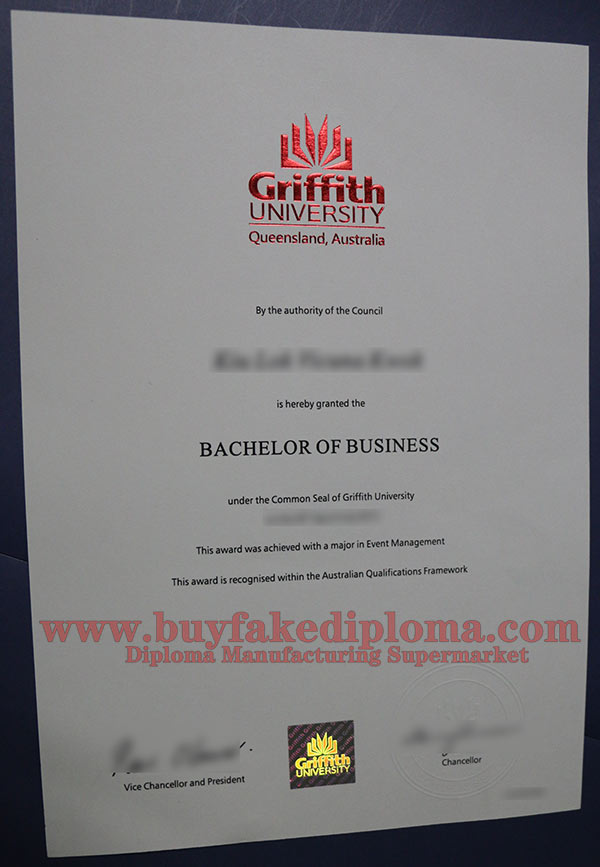 Griffith
UNIVERSITY
Queensland, Australia
By the authority of the Council
is hereby granted the
BACHELOR OF BUSINESS
under the Common Seal of Griffith University
This award was achieved with a major in Event Management
This award is recognised within the Australian Qualifications Framework
www.buyfakediploma.com
Diploma Manufacturing Supermarket
Griffith
UNIVERSITY
Vice Chancellor and President
Chancellor